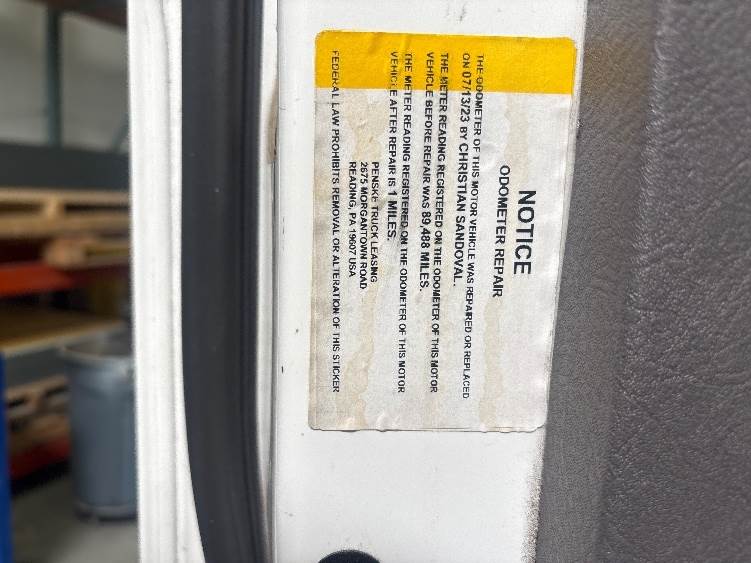 NOTICE
ODOMETER REPAIR
THE ODOMETER OF THIS MOTOR VEHICLE WAS REPAIRED OR REPLACED
ON 07/13/23 BY CHRISTIAN SANDOVAL.
THE METER READING REGISTERED ON THE ODOMETER OF THIS MOTOR
VEHICLE BEFORE REPAIR WAS 89,488 MILES.
THE METER READING REGISTERED ON THE ODOMETER OF THIS MOTOR
VEHICLE AFTER REPAIR IS 1 MILES.
PENSKE TRUCK LEASING
2675 MORGANTOWN ROAD
READING, PA 19607 USA
FEDERAL LAW PROHIBITS REMOVAL OR ALTERATION OF THIS STICKER